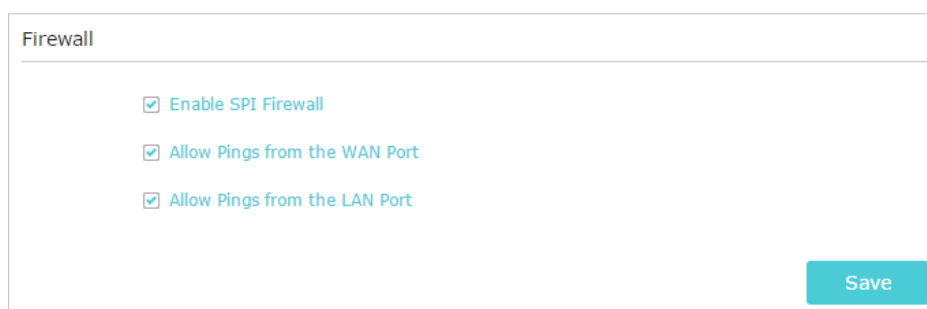 Firewall
Enable SPI Firewall
Allow Pings from the WAN Port
Allow Pings from the LAN Port
Save